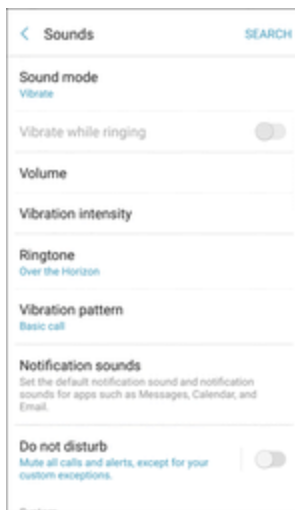 Sounds SEARCH
Sound mode
Vibrate
Vibrate while ringing
Volume
Vibration intensity
Ringtone
Over the Horizon
Vibration pattern
Basic call
Notification sounds
Set the default notification sound and notification
sounds for apps such as Messages, Calendar, and
Email.
Do not disturb
Mute all calls and alerts, except for your
custom exceptions.